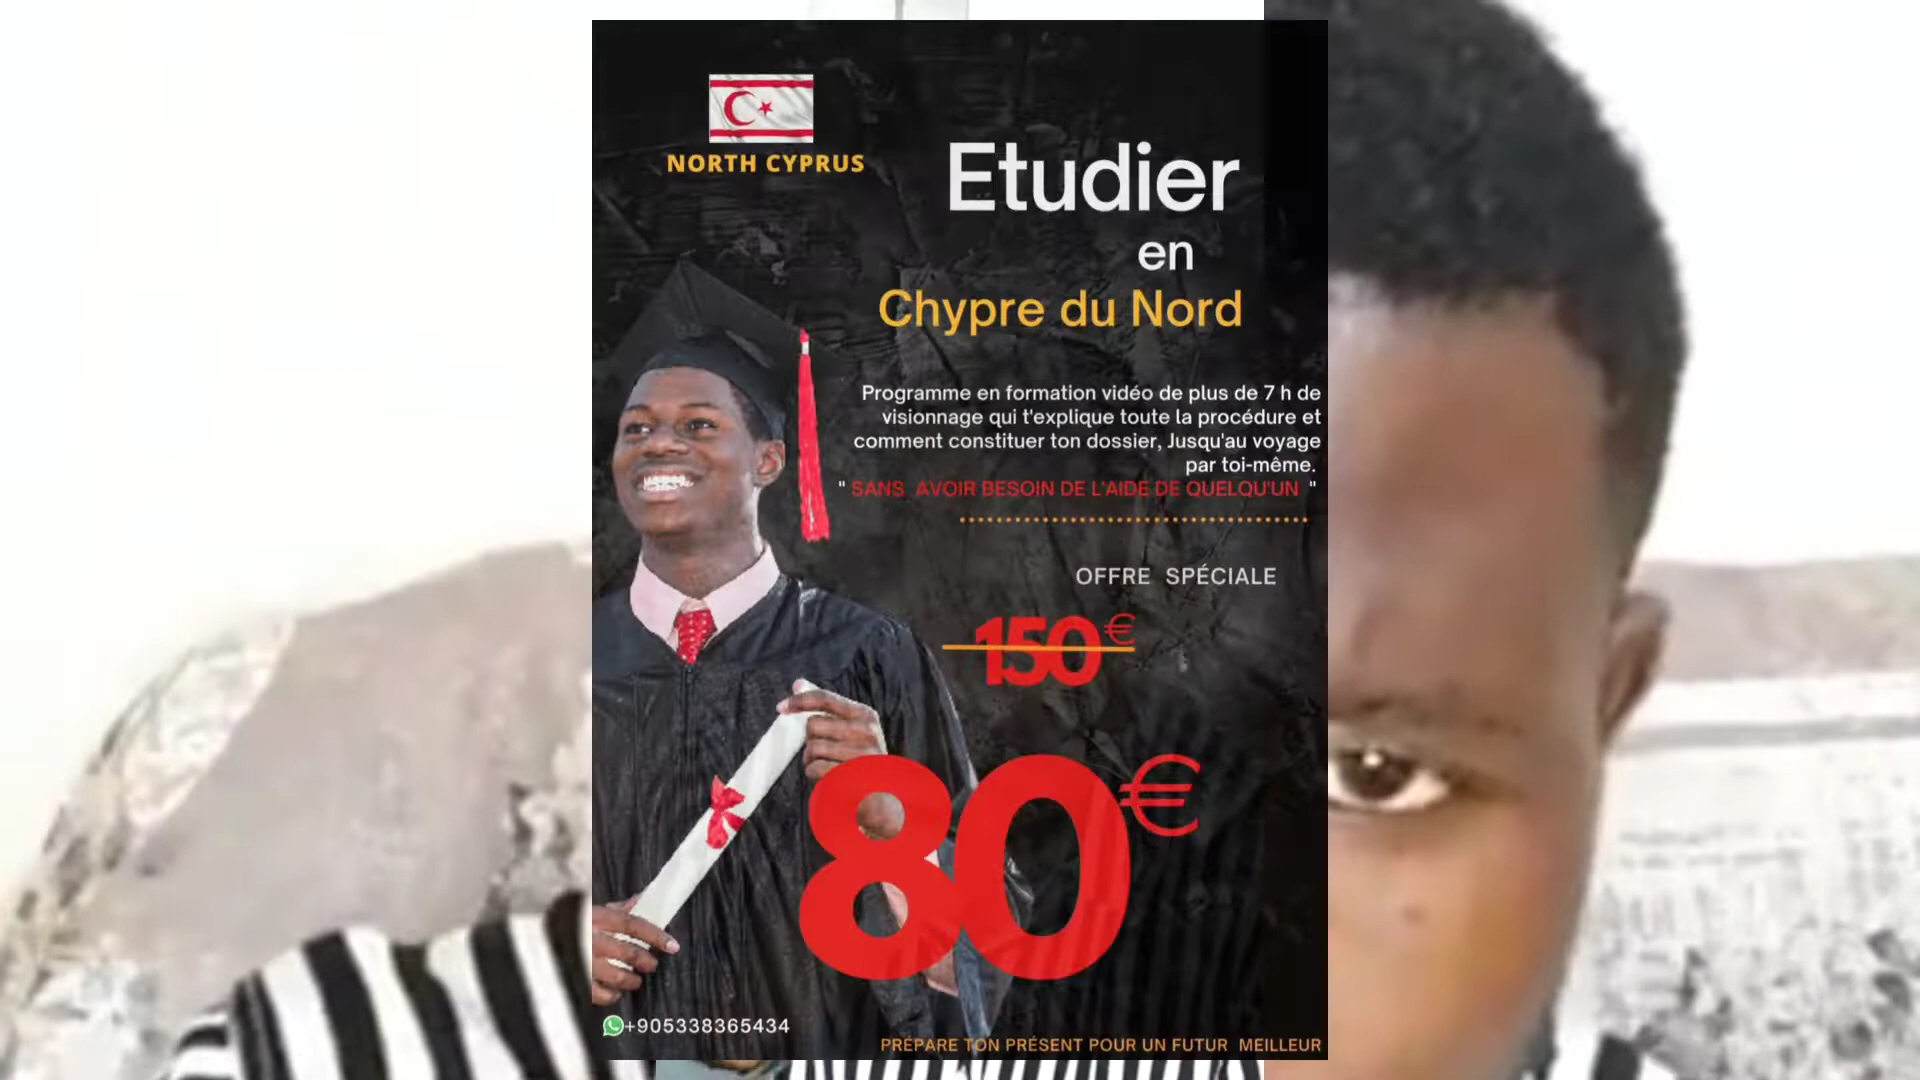 NORTH CYPRUS
Etudier
en
Chypre du Nord
Programme en formation vidéo de plus de 7 h de
visionnage qui t'explique toute la procédure et
comment constituer ton dossier, Jusqu'au voyage
par toi-même.
" SANS AVOIR BESOIN DE L'AIDE DE QUELQU'UN "
OFFRE SPÉCIALE
150€
80€
+905338365434
PRÉPARE TON PRÉSENT POUR UN FUTUR MEILLEUR